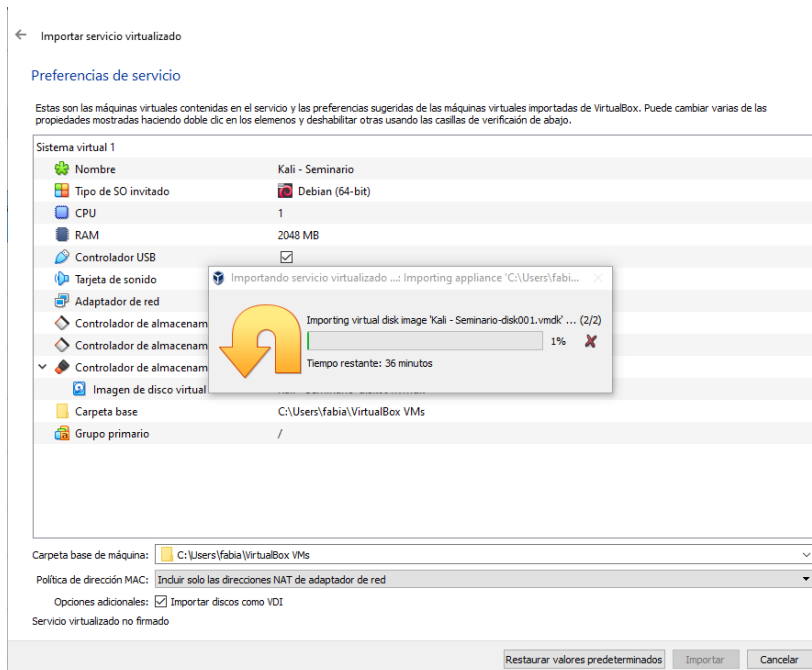 Importar servicio virtualizado
Preferencias de servicio
Estas son las máquinas virtuales contenidas en el servicio y las preferencias sugeridas de las máquinas virtuales importadas de VirtualBox. Puede cambiar varias de las
propiedades mostradas haciendo doble clic en los elemenos y deshabilitar otras usando las casillas de verificaión de abajo.
Sistema virtual 1
Nombre Kali - Seminario
Tipo de SO invitado Debian (64-bit)
CPU 1
RAM 2048 MB
Controlador USB
Tarjeta de sonido
Adaptador de red
Controlador de almacenam
Controlador de almacenam
Controlador de almacenam
Imagen de disco virtual
Carpeta base C:\Users\fabia\VirtualBox VMs
Grupo primario /
Importando servicio virtualizado ...: Importing appliance 'C:\Users\fabi...
Importing virtual disk image 'Kali - Seminario-disk001.vmdk' ... (2/2)
1%
Tiempo restante: 36 minutos
Carpeta base de máquina: C:\Users\fabia\VirtualBox VMs
Política de dirección MAC: Incluir solo las direcciones NAT de adaptador de red
Opciones adicionales: Importar discos como VDI
Servicio virtualizado no firmado
Restaurar valores predeterminados Importar Cancelar